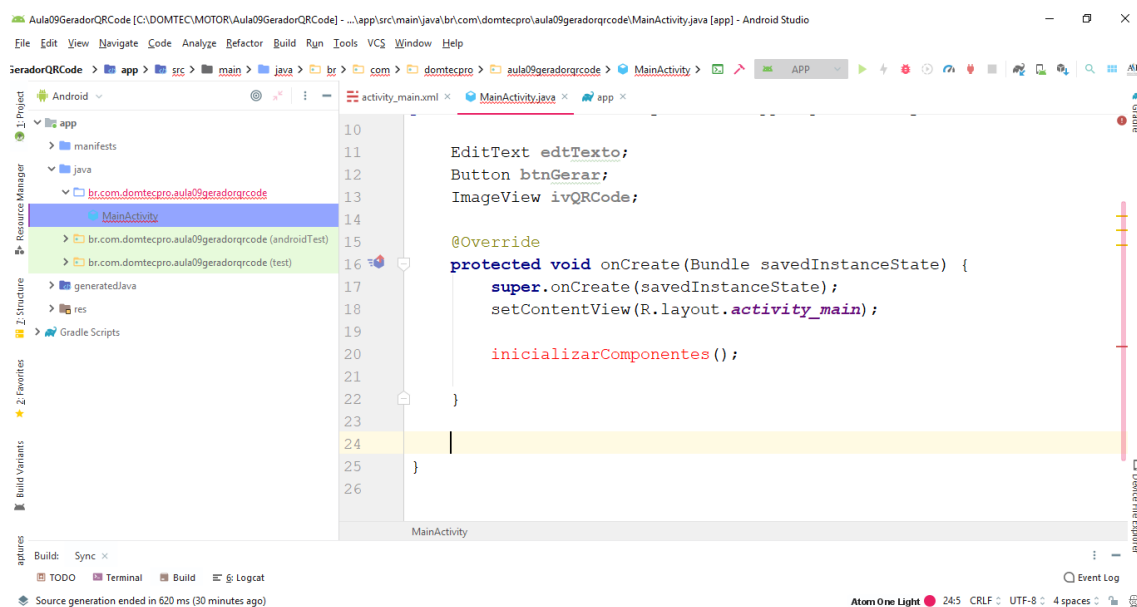 Aula09GeradorQRCode [C:\DOMTEC\MOTOR\Aula09GeradorQRCode] - ...\app\src\main\java\br\com\domtecpro\aula09geradorqrcode\MainActivity.java [app] - Android Studio
File Edit View Navigate Code Analyze Refactor Build Run Tools VCS Window Help
GeradorQRCode app src main java br com domtecpro aula09geradorqrcode MainActivity APP
Android
activity_main.xml MainActivity.java app
1: Project
Resource Manager
Z: Structure
2: Favorites
Build Variants
app
manifests
java
br.com.domtecpro.aula09geradorqrcode
MainActivity
br.com.domtecpro.aula09geradorqrcode (androidTest)
br.com.domtecpro.aula09geradorqrcode (test)
generatedJava
res
Gradle Scripts
10
11 EditText edtTexto;
12 Button btnGerar;
13 ImageView ivQRCode;
14
15 @Override
16 protected void onCreate(Bundle savedInstanceState) {
17 super.onCreate(savedInstanceState);
18 setContentView(R.layout.activity_main);
19
20 inicializarComponentes();
21
22 }
23
24
25 }
26
MainActivity
Gradle
Device File Explorer
Build: Sync
TODO Terminal Build 6: Logcat Event Log
Source generation ended in 620 ms (30 minutes ago) Atom One Light 24:5 CRLF UTF-8 4 spaces